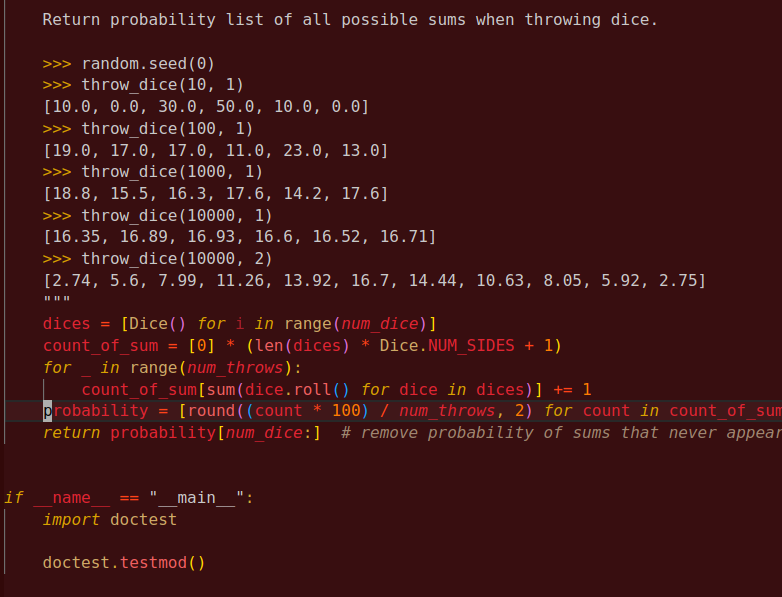 Return probability list of all possible sums when throwing dice.
>>> random.seed(0)
>>> throw_dice(10, 1)
[10.0, 0.0, 30.0, 50.0, 10.0, 0.0]
>>> throw_dice(100, 1)
[19.0, 17.0, 17.0, 11.0, 23.0, 13.0]
>>> throw_dice(1000, 1)
[18.8, 15.5, 16.3, 17.6, 14.2, 17.6]
>>> throw_dice(10000, 1)
[16.35, 16.89, 16.93, 16.6, 16.52, 16.71]
>>> throw_dice(10000, 2)
[2.74, 5.6, 7.99, 11.26, 13.92, 16.7, 14.44, 10.63, 8.05, 5.92, 2.75]
"""
dices = [Dice() for i in range(num_dice)]
count_of_sum = [0] * (len(dices) * Dice.NUM_SIDES + 1)
for _ in range(num_throws):
count_of_sum[sum(dice.roll() for dice in dices)] += 1
probability = [round((count * 100) / num_throws, 2) for count in count_of_sum
return probability[num_dice:]  # remove probability of sums that never appear
if __name__ == "__main__":
import doctest
doctest.testmod()